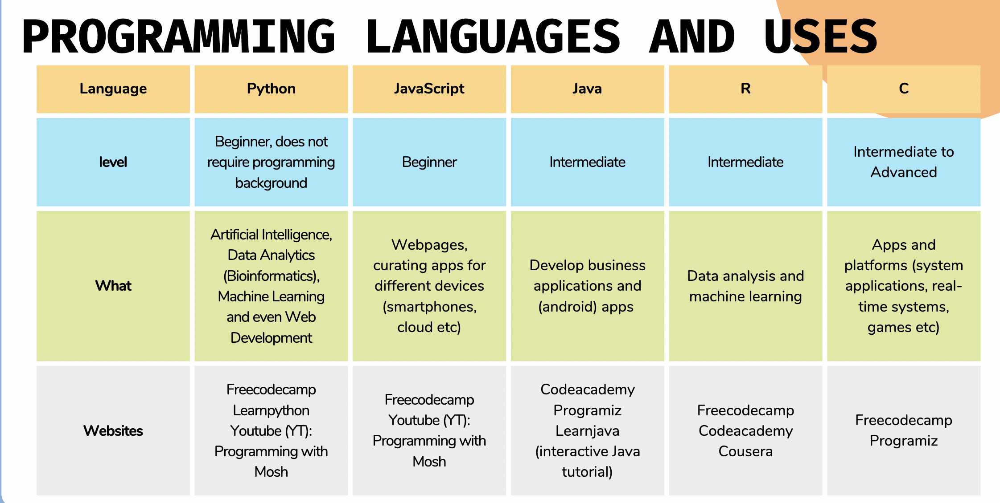 PROGRAMMING LANGUAGES AND USES
Language
Python
JavaScript
Java
R
C
level
Beginner, does not
require programming
background
Beginner
Intermediate
Intermediate
Intermediate to
Advanced
What
Artificial Intelligence,
Data Analytics
(Bioinformatics),
Machine Learning
and even Web
Development
Webpages,
curating apps for
different devices
(smartphones,
cloud etc)
Develop business
applications and
(android) apps
Data analysis and
machine learning
Apps and
platforms (system
applications, real-
time systems,
games etc)
Websites
Freecodecamp
Learnpython
Youtube (YT):
Programming with
Mosh
Freecodecamp
Youtube (YT):
Programming with
Mosh
Codeacademy
Programiz
Learnjava
(interactive Java
tutorial)
Freecodecamp
Codeacademy
Cousera
Freecodecamp
Programiz